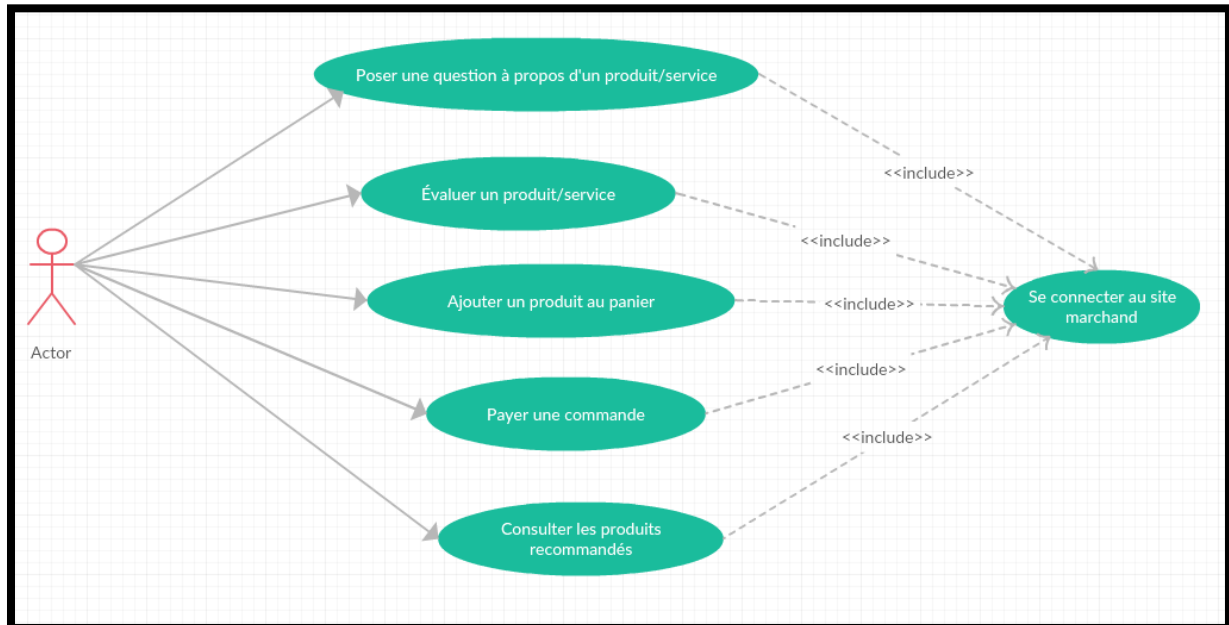 Poser une question à propos d'un produit/service
<<include>>
Évaluer un produit/service
<<include>>
Ajouter un produit au panier
<<include>>
Se connecter au site
marchand
Actor
<<include>>
Payer une commande
<<include>>
Consulter les produits
recommandés